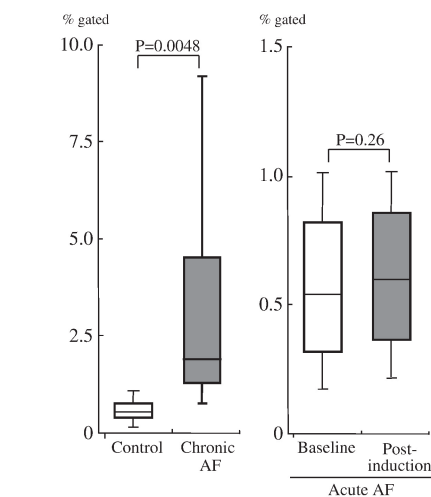 % gated
10.0
7.5
5.0
2.5
0
P=0.0048
Control
Chronic
AF
% gated
1.5
1.0
0.5
0
P=0.26
Baseline
Post-
induction
Acute AF